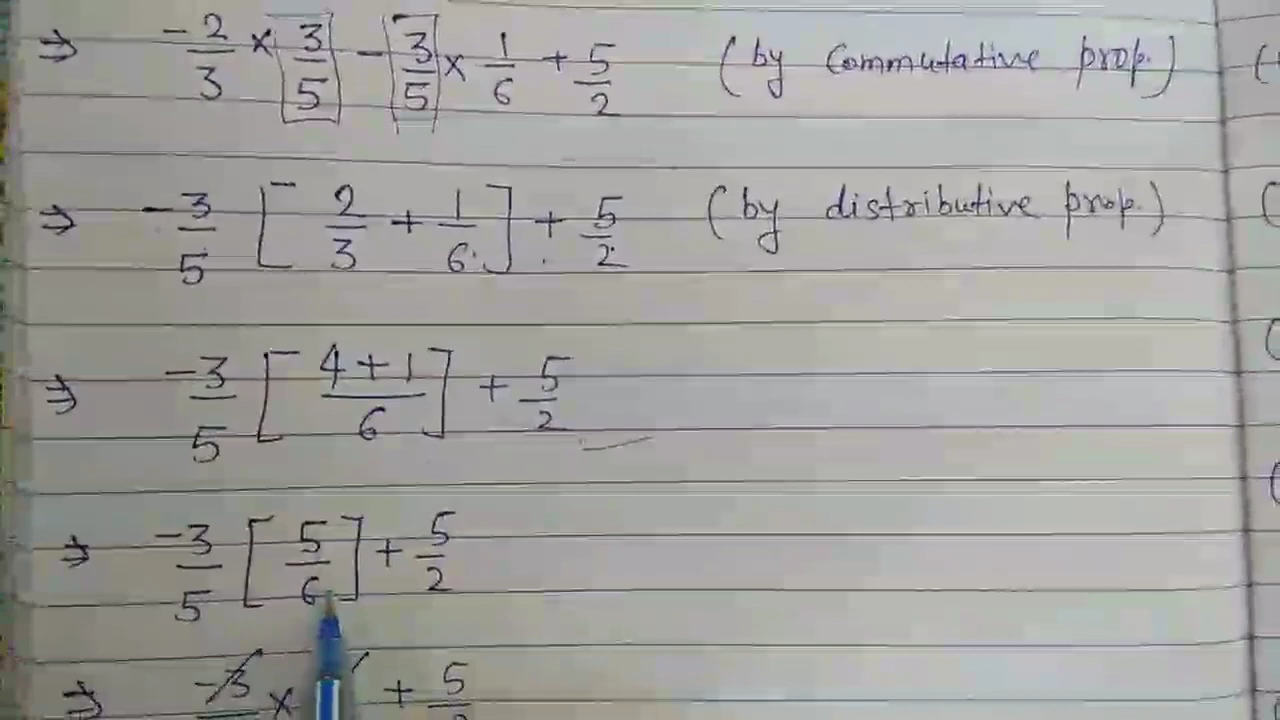 ⇒ -2/3 × 3/5 - 3/5 × 1/6 + 5/2 (by Commutative prop.)
⇒ -3/5 [ 2/3 + 1/6 ] + 5/2 (by distributive prop.)
⇒ -3/5 [ 4+1/6 ] + 5/2
⇒ -3/5 [ 5/6 ] + 5/2
⇒ -3 × + 5